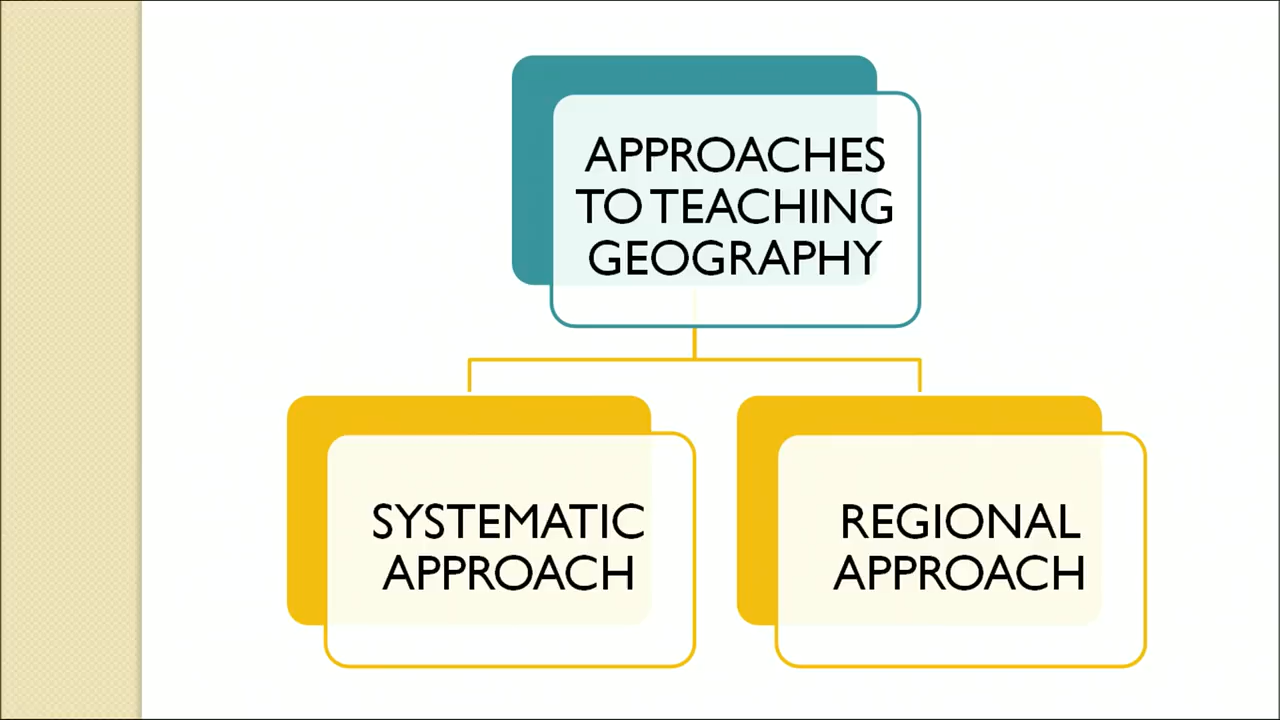 APPROACHES
TO TEACHING
GEOGRAPHY
SYSTEMATIC
APPROACH
REGIONAL
APPROACH